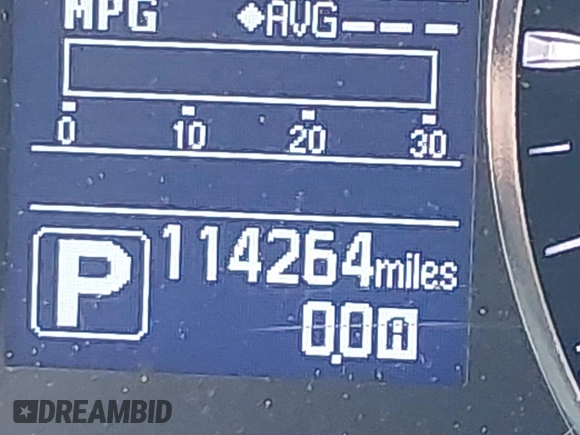 MPG ◆AVG---
0 10 20 30
P 114264miles
0.0A
DREAMBID